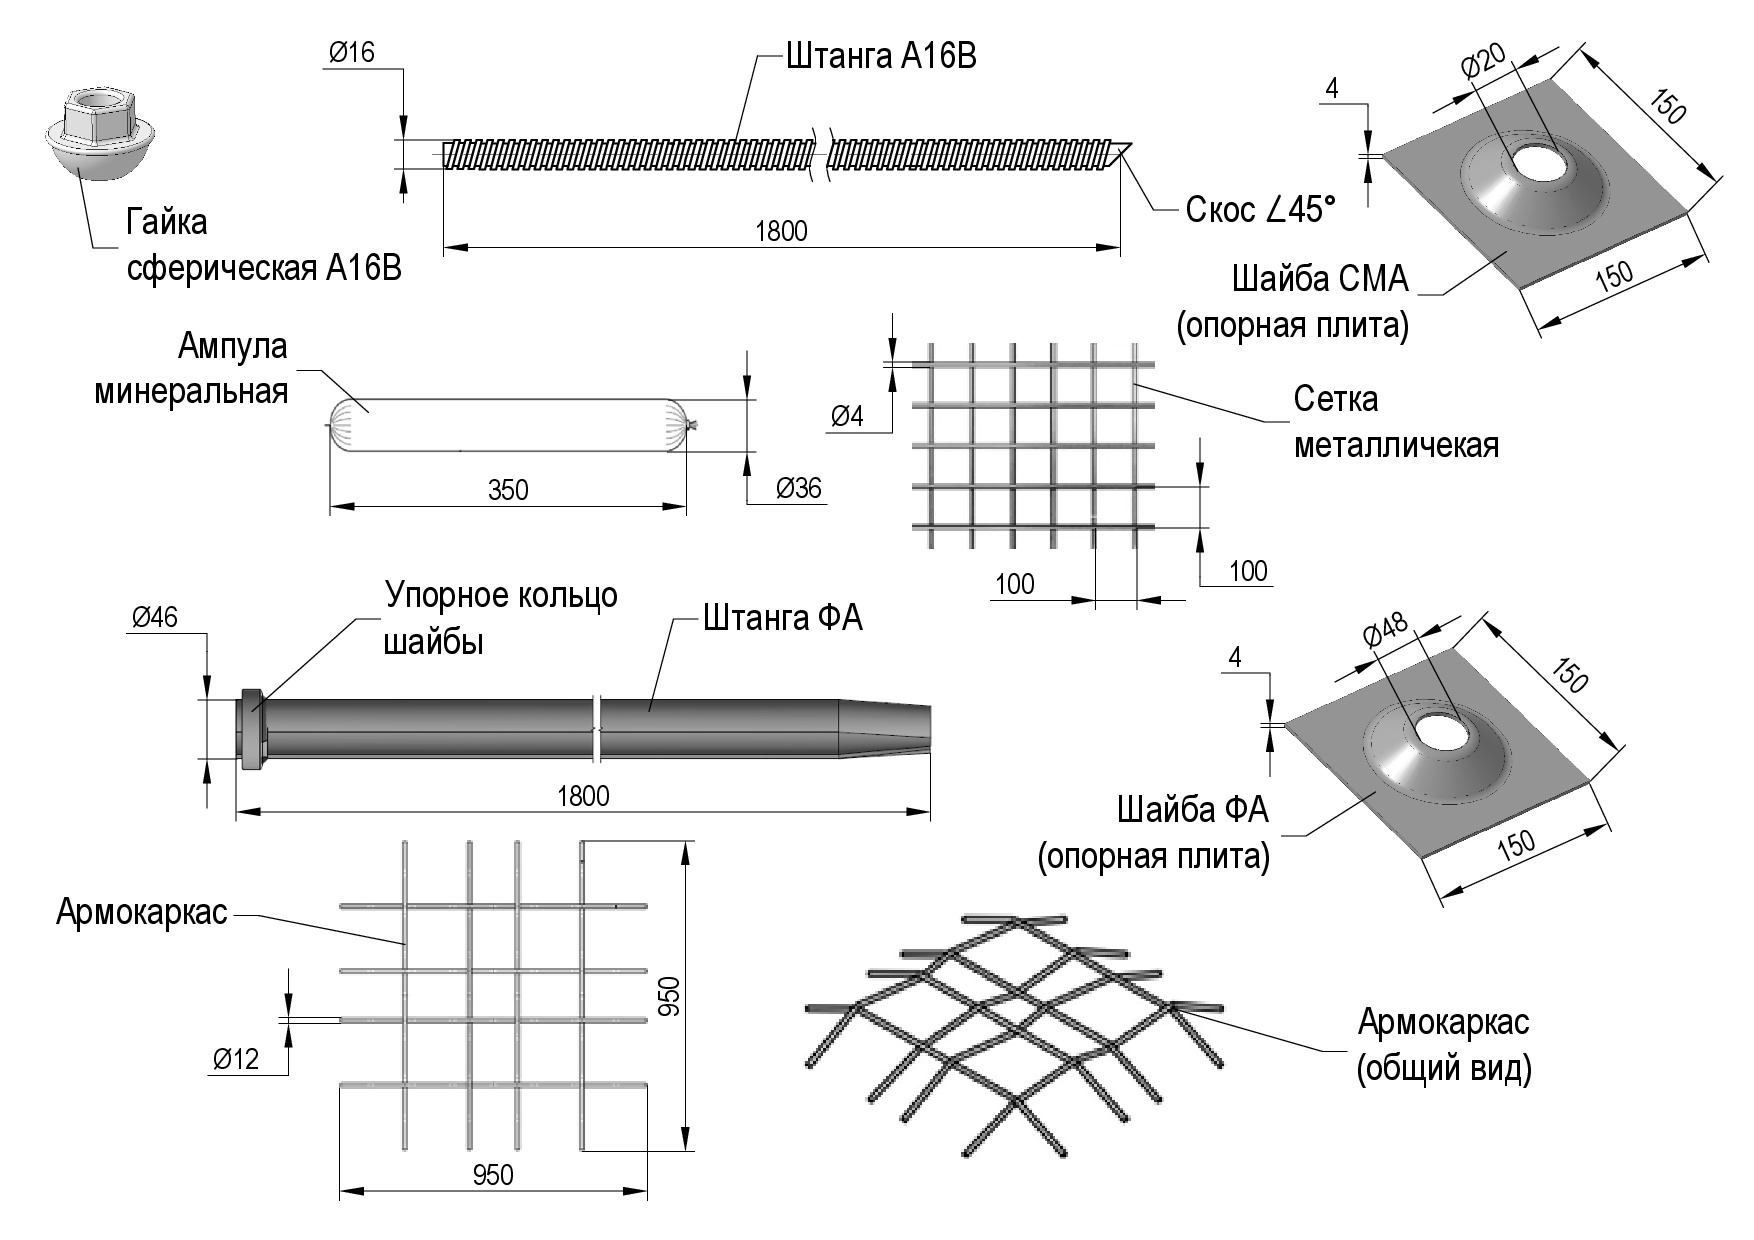 Ø16
Штанга А16В
Ø20
4
150
Гайка
сферическая А16В
1800
Скос ∠45°
150
Шайба СМА
(опорная плита)
Ампула
минеральная
350
Ø36
Ø4
Сетка
металличекая
100
100
Ø46
Упорное кольцо
шайбы
Штанга ФА
1800
Ø48
4
150
150
Шайба ФА
(опорная плита)
Армокаркас
Ø12
950
950
Армокаркас
(общий вид)